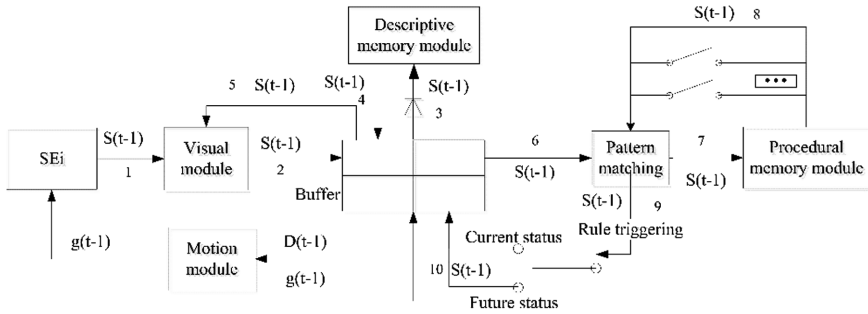 S(t-1) 8
Descriptive
memory module
5 S(t-1)
S(t-1)
4
S(t-1)
3
•••
SEi
S(t-1)
1
Visual
module
S(t-1)
2
Buffer
6
S(t-1)
Pattern
matching
7
S(t-1)
Procedural
memory module
S(t-1) 9
Rule triggering
g(t-1)
Motion
module
D(t-1)
g(t-1)
Current status
10 S(t-1)
Future status